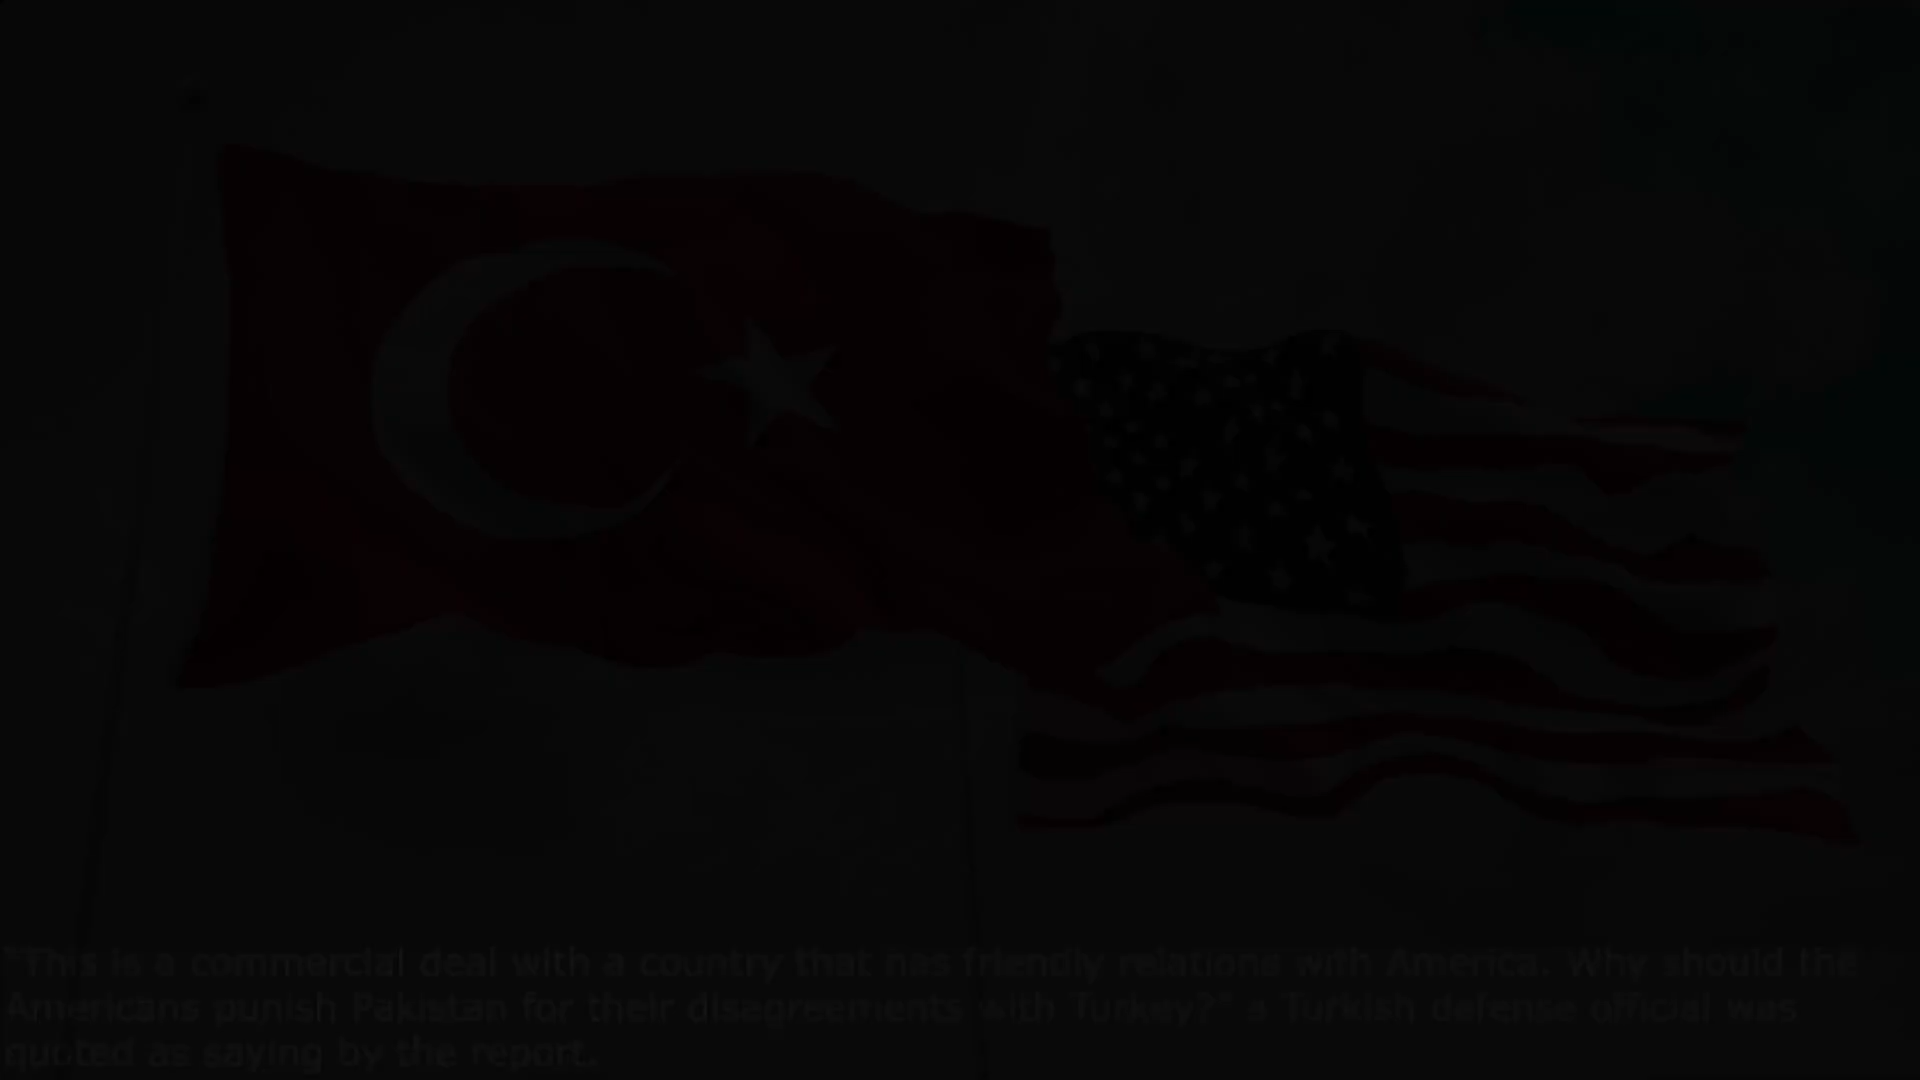 "This is a commercial deal with a country that has friendly relations with America. Why should the
Americans punish Pakistan for their disagreements with Turkey?" a Turkish defense official was
quoted as saying by the report.